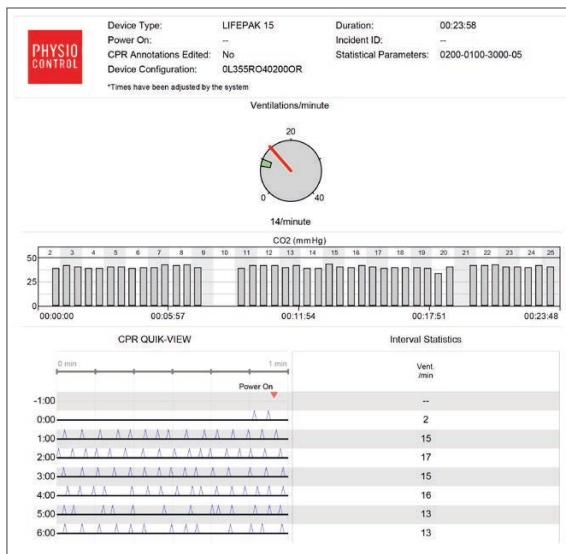 PHYSIO
CONTROL
Device Type: LIFEPAK 15 Duration: 00:23:58
Power On: -- Incident ID: --
CPR Annotations Edited: No Statistical Parameters: 0200-0100-3000-05
Device Configuration: 0L355RO40200OR
*Times have been adjusted by the system
Ventilations/minute
20
0 40
14/minute
CO2 (mmHg)
2 3 4 5 6 7 8 9 10 11 12 13 14 15 16 17 18 19 20 21 22 23 24 25
50
25
0
00:00:00 00:05:57 00:11:54 00:17:51 00:23:48
CPR QUIK-VIEW Interval Statistics
0 min 1 min Vent.
/min
Power On
-1:00 --
0:00 2
1:00 15
2:00 17
3:00 15
4:00 16
5:00 13
6:00 13